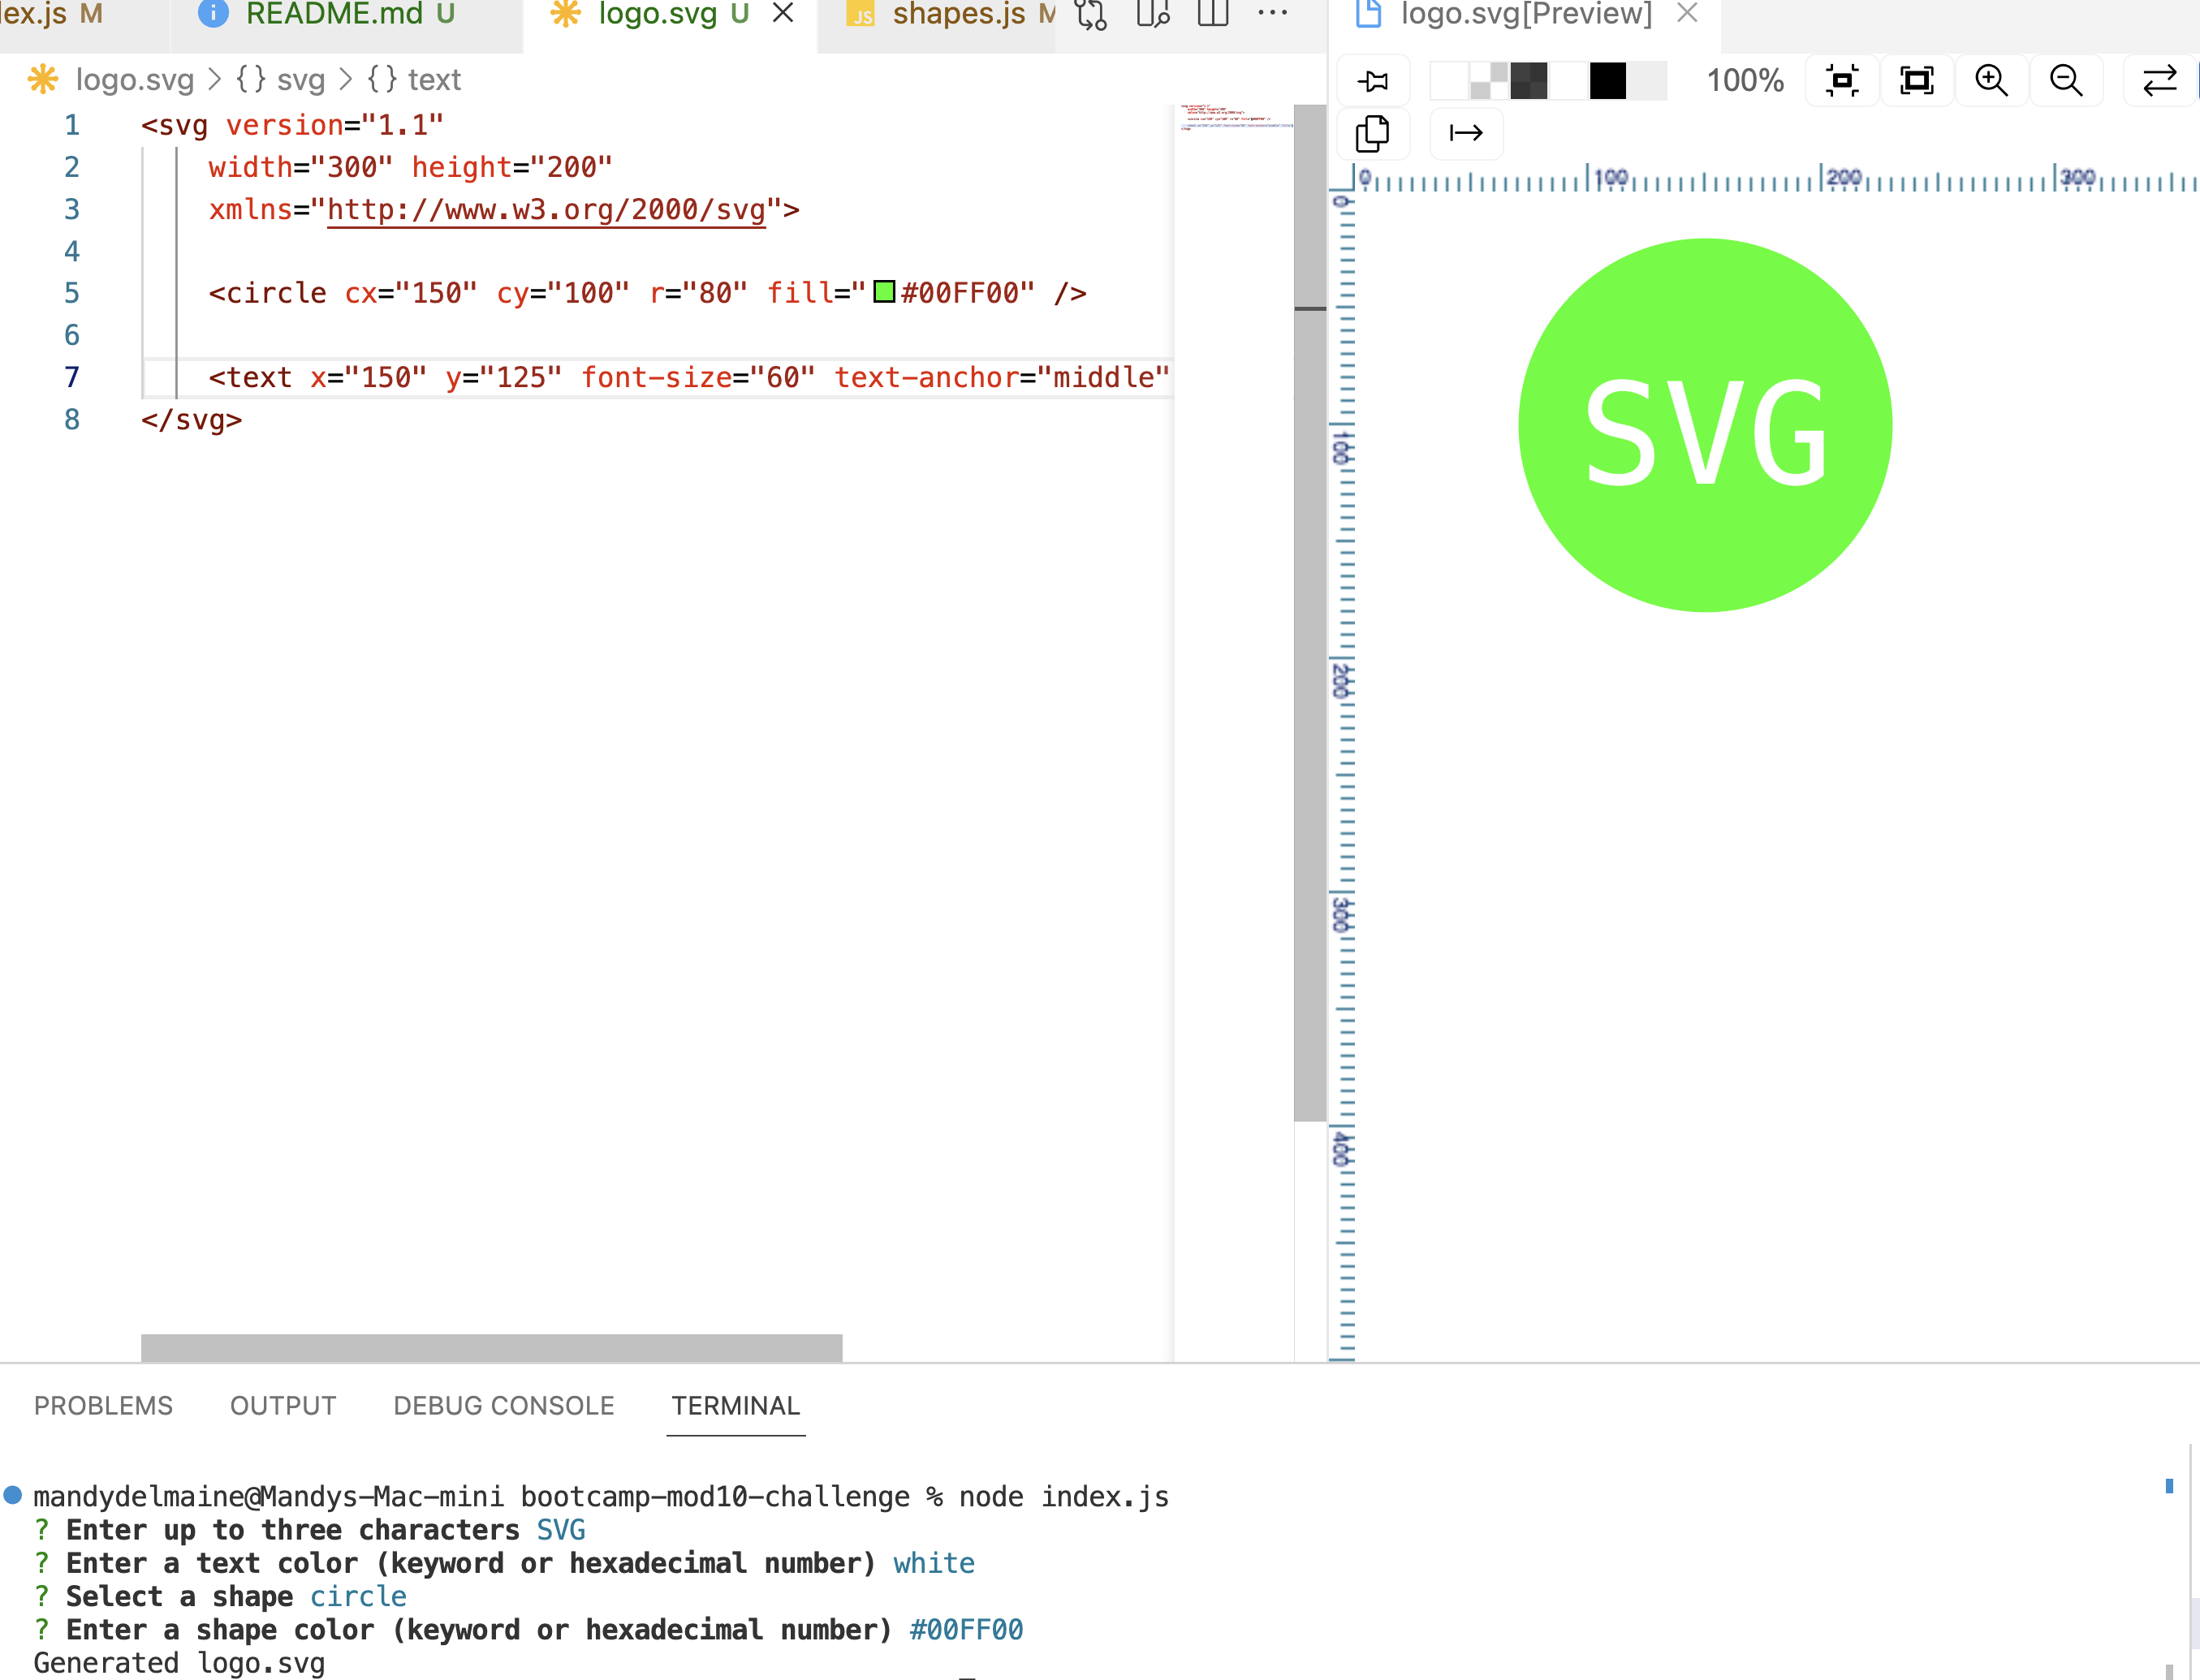 ex.js M README.md U logo.svg U shapes.js
logo.svg[Preview]
logo.svg > {} svg > {} text
100%
1 <svg version="1.1"
2 width="300" height="200"
3 xmlns="http://www.w3.org/2000/svg">
4
5 <circle cx="150" cy="100" r="80" fill="#00FF00" />
6
7 <text x="150" y="125" font-size="60" text-anchor="middle"
8 </svg>
0 100 200 300
0
100
200
300
400
SVG
PROBLEMS OUTPUT DEBUG CONSOLE TERMINAL
mandydelmaine@Mandys-Mac-mini bootcamp-mod10-challenge % node index.js
? Enter up to three characters SVG
? Enter a text color (keyword or hexadecimal number) white
? Select a shape circle
? Enter a shape color (keyword or hexadecimal number) #00FF00
Generated logo.svg